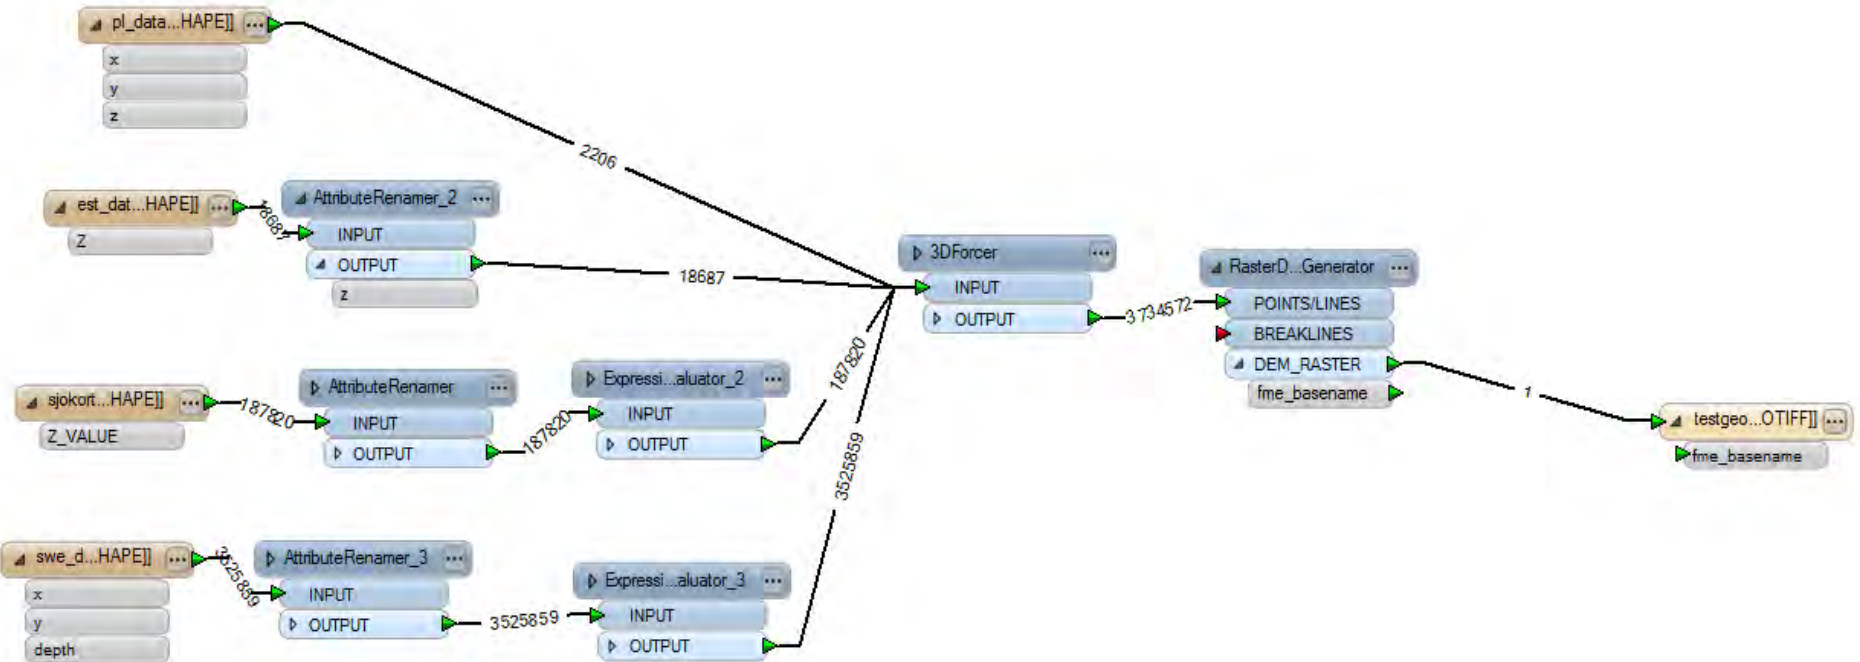 pl_data...HAPE]] ...
x
y
z
2206
est_dat...HAPE]] ...
Z
18687
AttributeRenamer_2 ...
INPUT
OUTPUT
z
18687
sjokort...HAPE]] ...
Z_VALUE
187820
AttributeRenamer ...
INPUT
OUTPUT
187820
Expressi...aluator_2 ...
INPUT
OUTPUT
187820
swe_d...HAPE]] ...
x
y
depth
3525859
AttributeRenamer_3 ...
INPUT
OUTPUT
3525859
Expressi...aluator_3 ...
INPUT
OUTPUT
3525859
3DForcer ...
INPUT
OUTPUT
3734572
RasterD...Generator ...
POINTS/LINES
BREAKLINES
DEM_RASTER
fme_basename
1
testgeo...OTIFF]] ...
fme_basename